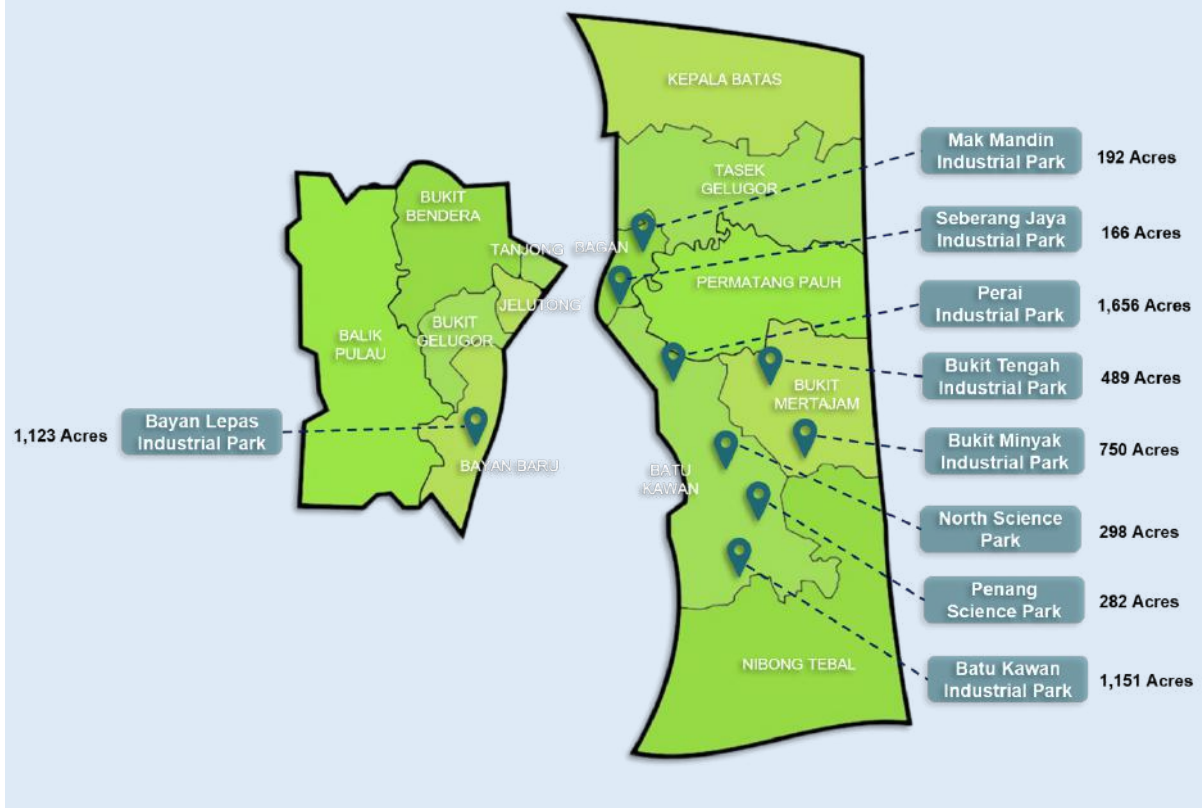 KEPALA BATAS
TASEK
GELUGOR
BAGAN
PERMATANG PAUH
BUKIT
MERTAJAM
BATU
KAWAN
NIBONG TEBAL
BUKIT
BENDERA
TANJONG
JELUTONG
BUKIT
GELUGOR
BALIK
PULAU
BAYAN BARU
1,123 Acres
Bayan Lepas
Industrial Park
Mak Mandin
Industrial Park
192 Acres
Seberang Jaya
Industrial Park
166 Acres
Perai
Industrial Park
1,656 Acres
Bukit Tengah
Industrial Park
489 Acres
Bukit Minyak
Industrial Park
750 Acres
North Science
Park
298 Acres
Penang
Science Park
282 Acres
Batu Kawan
Industrial Park
1,151 Acres